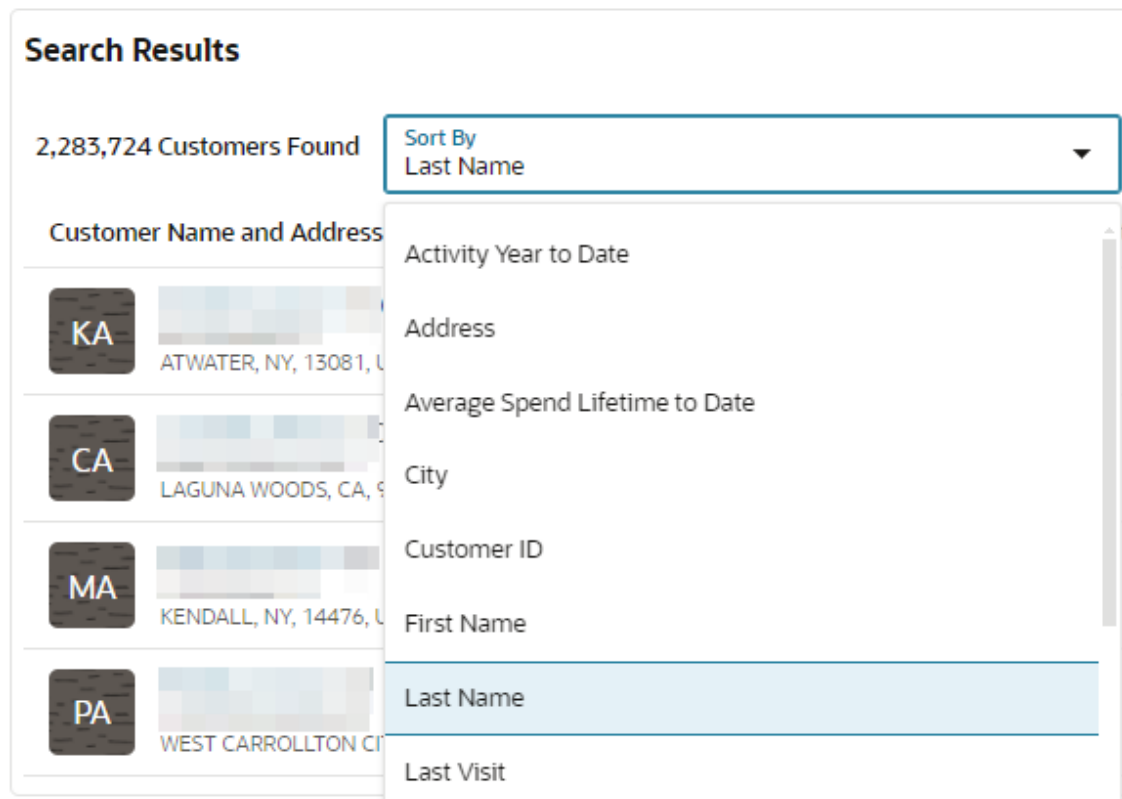 Search Results
2,283,724 Customers Found
Sort By
Last Name
Customer Name and Address
Activity Year to Date
Address
Average Spend Lifetime to Date
City
Customer ID
First Name
Last Name
Last Visit
KA
ATWATER, NY, 13081,
CA
LAGUNA WOODS, CA,
MA
KENDALL, NY, 14476,
PA
WEST CARROLLTON